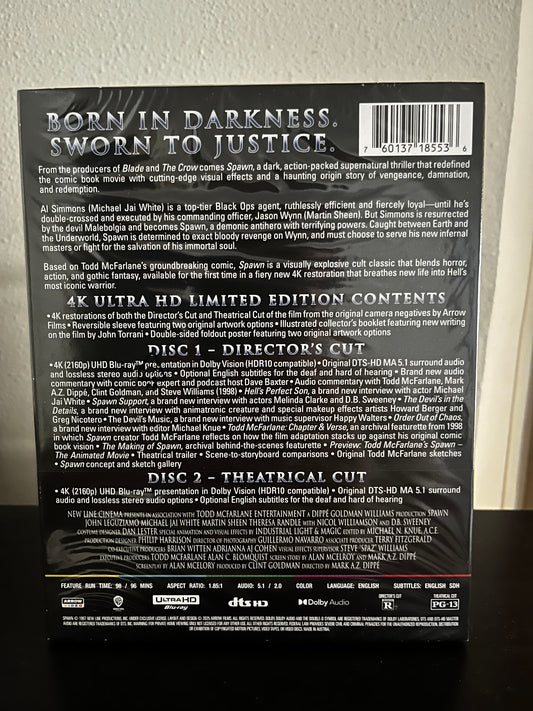 BORN IN DARKNESS.
SWORN TO JUSTICE.
7 60137 18553 6
From the producers of Blade and The Crow comes Spawn, a dark, action-packed supernatural thriller that redefined
the comic book movie with cutting-edge visual effects and a haunting origin story of vengeance, damnation,
and redemption.
Al Simmons (Michael Jai White) is a top-tier Black Ops agent, ruthlessly efficient and fiercely loyal—until he's
double-crossed and executed by his commanding officer, Jason Wynn (Martin Sheen). But Simmons is resurrected
by the devil Malebolgia and becomes Spawn, a demonic antihero with terrifying powers. Caught between Earth and
the Underworld, Spawn is determined to exact bloody revenge on Wynn, and must choose to serve his new infernal
masters or fight for the salvation of his immortal soul.
Based on Todd McFarlane's groundbreaking comic, Spawn is a visually explosive cult classic that blends horror,
action, and gothic fantasy, available for the first time in a fiery new 4K restoration that breathes new life into Hell's
most iconic warrior.
4K ULTRA HD LIMITED EDITION CONTENTS
• 4K restorations of both the Director's Cut and Theatrical Cut of the film from the original camera negatives by Arrow
Films • Reversible sleeve featuring two original artwork options • Illustrated collector's booklet featuring new writing
on the film by John Torrani • Double-sided foldout poster featuring two original artwork options
DISC 1 – DIRECTOR'S CUT
• 4K (2160p) UHD Blu-ray™ presentation in Dolby Vision (HDR10 compatible) • Original DTS-HD MA 5.1 surround audio
and lossless stereo audio options • Optional English subtitles for the deaf and hard of hearing • Brand new audio
commentary with comic book expert and podcast host Dave Baxter • Audio commentary with Todd McFarlane, Mark
A.Z. Dippé, Clint Goldman, and Steve Williams (1998) • Hell's Perfect Son, a brand new interview with actor Michael
Jai White • Spawn Support, a brand new interview with actors Melinda Clarke and D.B. Sweeney • The Devil's in the
Details, a brand new interview with animatronic creature and special makeup effects artists Howard Berger and
Greg Nicotero • The Devil's Music, a brand new interview with music supervisor Happy Walters • Order Out of Chaos,
a brand new interview with editor Michael Knue • Todd McFarlane: Chapter & Verse, an archival featurette from 1998
in which Spawn creator Todd McFarlane reflects on how the film adaptation stacks up against his original comic
book vision • The Making of Spawn, archival behind-the-scenes featurette • Preview: Todd McFarlane's Spawn –
The Animated Movie • Theatrical trailer • Scene-to-storyboard comparisons • Original Todd McFarlane sketches
• Spawn concept and sketch gallery
DISC 2 – THEATRICAL CUT
• 4K (2160p) UHD Blu-ray™ presentation in Dolby Vision (HDR10 compatible) • Original DTS-HD MA 5.1 surround
audio and lossless stereo audio options • Optional English subtitles for the deaf and hard of hearing
NEW LINE CINEMA PRESENTS IN ASSOCIATION WITH TODD MCFARLANE ENTERTAINMENT A DIPPÉ GOLDMAN WILLIAMS PRODUCTION SPAWN
JOHN LEGUIZAMO MICHAEL JAI WHITE MARTIN SHEEN THERESA RANDLE WITH NICOL WILLIAMSON AND D.B. SWEENEY
COSTUME DESIGNER DAN LESTER SPAWN ANIMATION AND VISUAL EFFECTS BY INDUSTRIAL LIGHT & MAGIC EDITED BY MICHAEL N. KNUE, A.C.E.
PRODUCTION DESIGNER PHILIP HARRISON DIRECTOR OF PHOTOGRAPHY GUILLERMO NAVARRO ASSOCIATE PRODUCER TERRY FITZGERALD
CO-EXECUTIVE PRODUCERS BRIAN WITTEN ADRIANNA AJ COHEN VISUAL EFFECTS SUPERVISOR STEVE 'SPAZ' WILLIAMS
EXECUTIVE PRODUCERS TODD MCFARLANE ALAN C. BLOMQUIST SCREEN STORY BY ALAN MCELROY AND MARK A.Z. DIPPÉ
SCREENPLAY BY ALAN MCELROY PRODUCED BY CLINT GOLDMAN DIRECTED BY MARK A.Z. DIPPÉ
FEATURE RUN TIME: 98 / 96 MINS ASPECT RATIO: 1.85:1 AUDIO: 5.1 / 2.0 COLOR LANGUAGE: ENGLISH SUBTITLES: ENGLISH SDH
ARROW VIDEO WB ULTRA HD Blu-ray dts HD Dolby Audio DIRECTOR'S CUT R THEATRICAL CUT PG-13